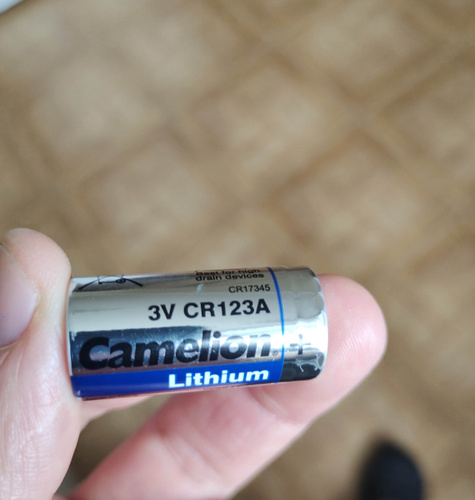 Best for high
drain devices
CR17345
3V CR123A
Camelion
+
Lithium